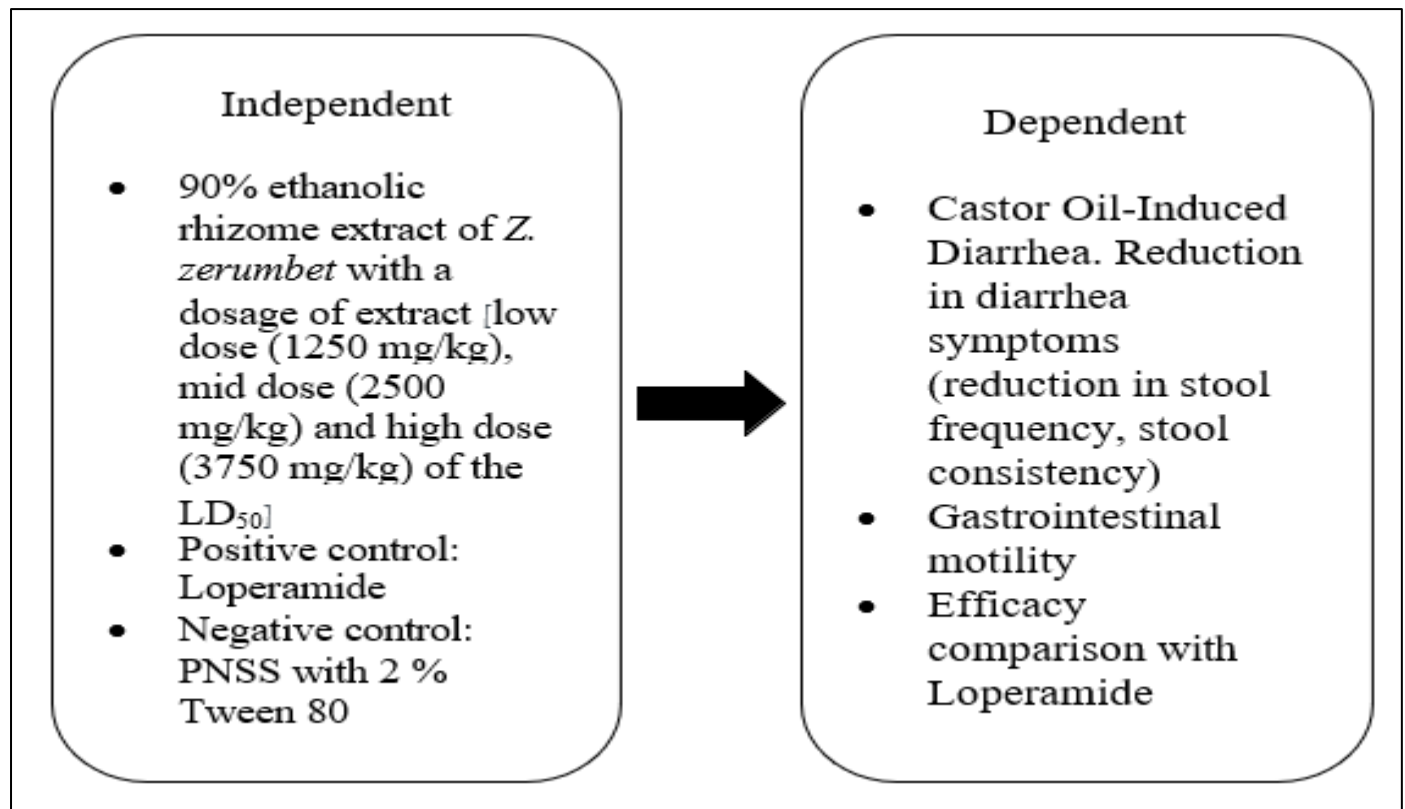 Independent
• 90% ethanolic
rhizome extract of Z.
zerumbet with a
dosage of extract [low
dose (1250 mg/kg),
mid dose (2500
mg/kg) and high dose
(3750 mg/kg) of the
LD₅₀]
• Positive control:
Loperamide
• Negative control:
PNSS with 2 %
Tween 80
Dependent
• Castor Oil-Induced
Diarrhea. Reduction
in diarrhea
symptoms
(reduction in stool
frequency, stool
consistency)
• Gastrointestinal
motility
• Efficacy
comparison with
Loperamide